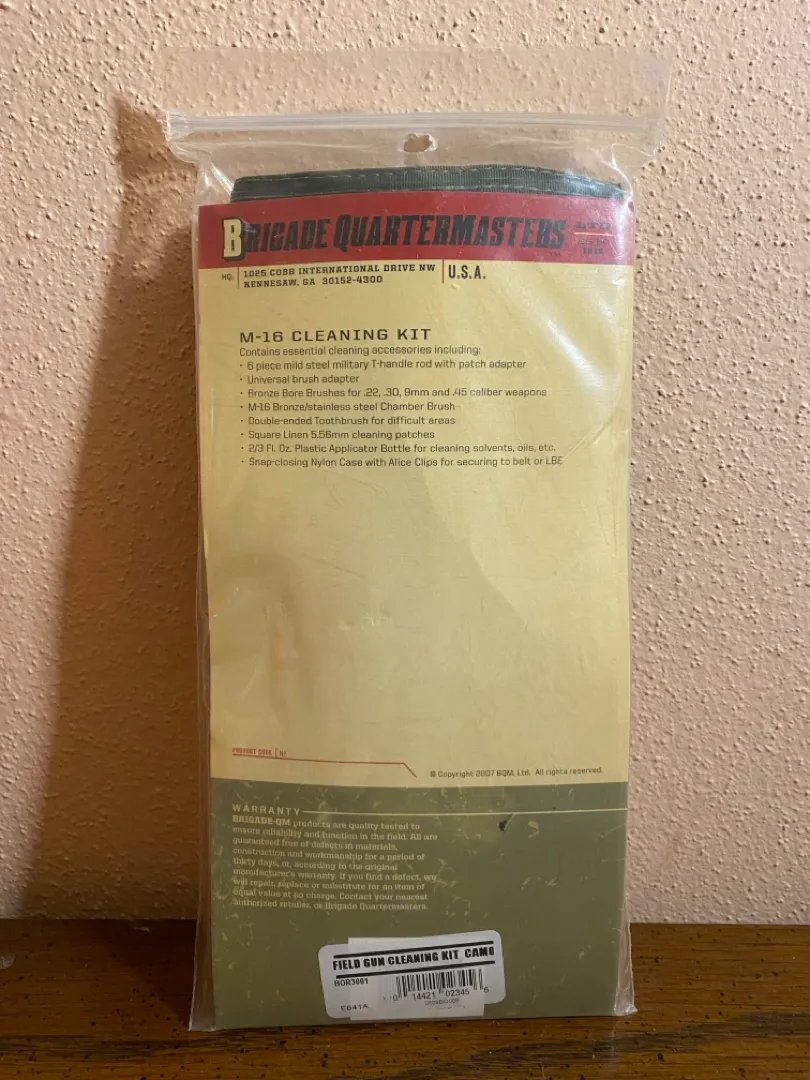 BRIGADE QUARTERMASTERS LTD
HQ: 1025 COBB INTERNATIONAL DRIVE NW
KENNESAW, GA 30152-4300
U.S.A.
M-16 CLEANING KIT
Contains essential cleaning accessories including:
• 6 piece mild steel military T-handle rod with patch adapter
• Universal brush adapter
• Bronze Bore Brushes for .22, .30, 9mm and .45 caliber weapons
• M-16 Bronze/stainless steel Chamber Brush
• Double-ended Toothbrush for difficult areas
• Square Linen 5.56mm cleaning patches
• 2/3 Fl. Oz. Plastic Applicator Bottle for cleaning solvents, oils, etc.
• Snap-closing Nylon Case with Alice Clips for securing to belt or LBE
PRODUCT CODE
© Copyright 2007 BQM, Ltd. All rights reserved.
WARRANTY
BRIGADE QM products are quality tested to
ensure reliability and function in the field. All are
guaranteed free of defects in materials,
construction and workmanship for a period of
thirty days, or, according to the original
manufacturer's warranty. If you find a defect, we
will repair, replace or substitute for an item of
equal value at no charge. Contact your nearest
authorized retailer, or Brigade Quartermasters.
FIELD GUN CLEANING KIT CAMO
BOR3001
0 14421 02345 6
E841A